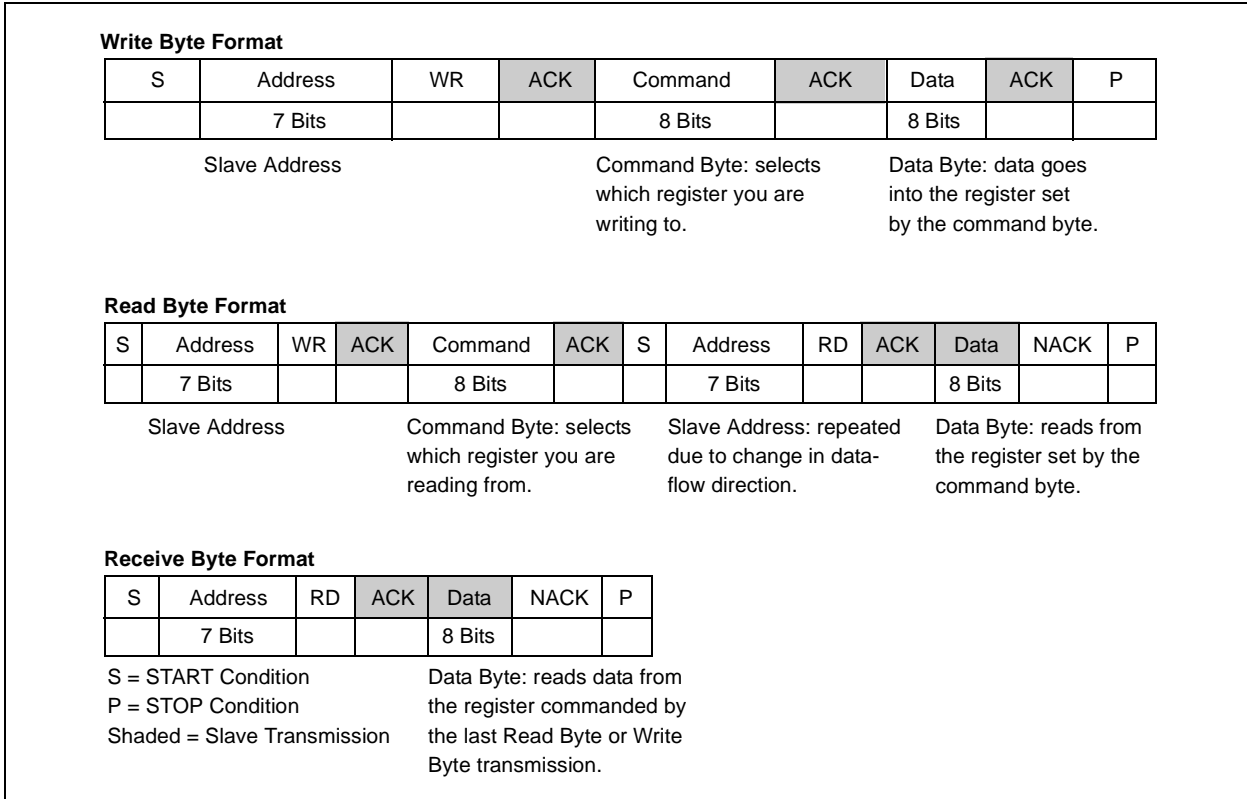 Write Byte Format
S Address WR ACK Command ACK Data ACK P
7 Bits 8 Bits 8 Bits
Slave Address
Command Byte: selects
which register you are
writing to.
Data Byte: data goes
into the register set
by the command byte.
Read Byte Format
S Address WR ACK Command ACK S Address RD ACK Data NACK P
7 Bits 8 Bits 7 Bits 8 Bits
Slave Address
Command Byte: selects
which register you are
reading from.
Slave Address: repeated
due to change in data-
flow direction.
Data Byte: reads from
the register set by the
command byte.
Receive Byte Format
S Address RD ACK Data NACK P
7 Bits 8 Bits
S = START Condition
P = STOP Condition
Shaded = Slave Transmission
Data Byte: reads data from
the register commanded by
the last Read Byte or Write
Byte transmission.